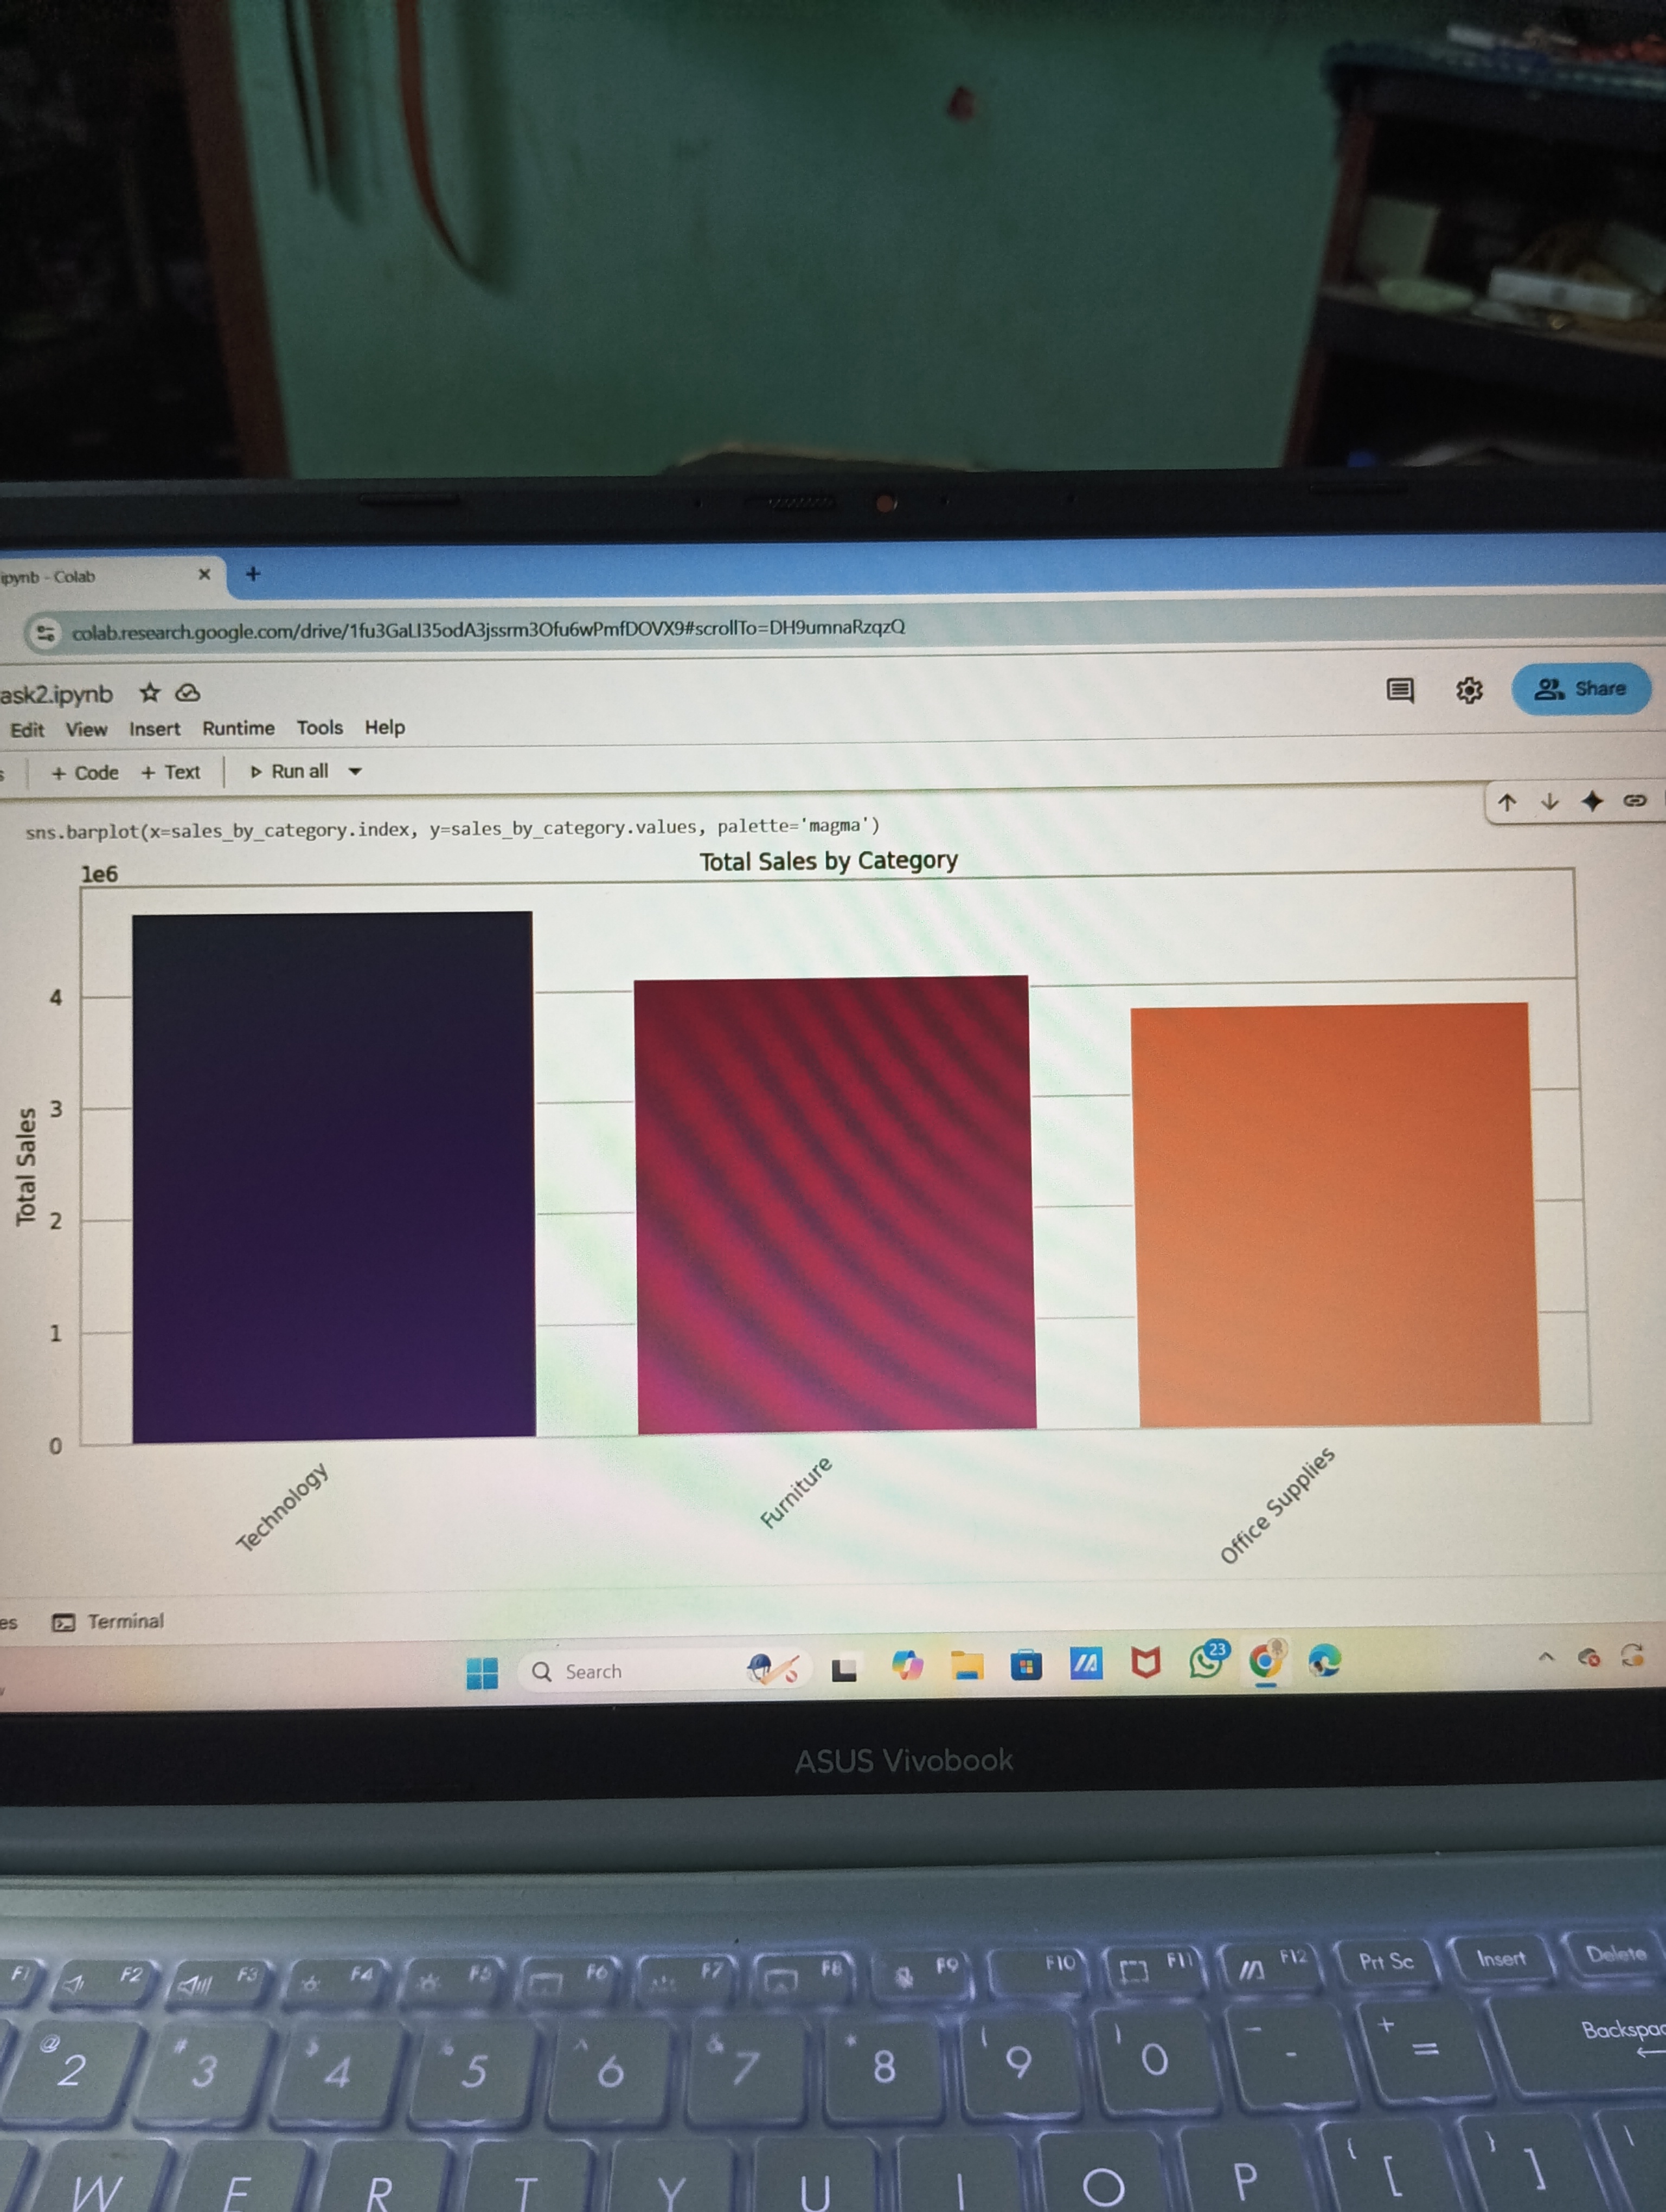 ipynb - Colab
colab.research.google.com/drive/1fu3GaLI35odA3jssrm3Ofu6wPmfDOVX9#scrollTo=DH9umnaRzqzQ
ask2.ipynb
Share
Edit View Insert Runtime Tools Help
s + Code + Text Run all
sns.barplot(x=sales_by_category.index, y=sales_by_category.values, palette='magma')
Total Sales by Category
1e6
4
3
2
1
0
Total Sales
Technology
Furniture
Office Supplies
es Terminal
Search
23
ASUS Vivobook
F1 F2 F3 F4 F5 F6 F7 F8 F9 F10 F11 F12 Prt Sc Insert Delete
@ # $ % ^ & * ( ) _ +
2 3 4 5 6 7 8 9 0 - = Backspa
{ }
W E R T Y U I O P [ ] \